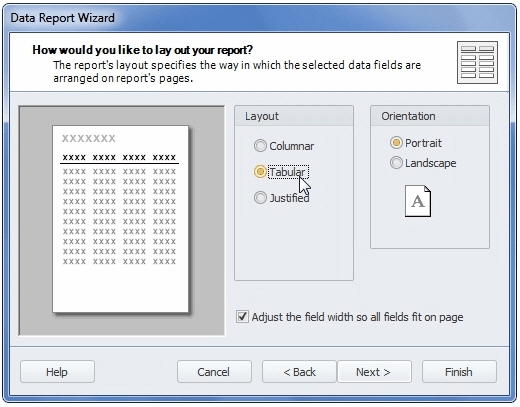 Data Report Wizard
How would you like to lay out your report?
The report's layout specifies the way in which the selected data fields are
arranged on report's pages.
XXXXXXX
xxxx xxxx xxxx xxxx
xxxx xxxx xxxx xxxx
xxxx xxxx xxxx xxxx
xxxx xxxx xxxx xxxx
xxxx xxxx xxxx xxxx
xxxx xxxx xxxx xxxx
xxxx xxxx xxxx xxxx
xxxx xxxx xxxx xxxx
xxxx xxxx xxxx xxxx
xxxx xxxx xxxx xxxx
Layout
Columnar
Tabular
Justified
Orientation
Portrait
Landscape
A
Adjust the field width so all fields fit on page
Help
Cancel
< Back
Next >
Finish